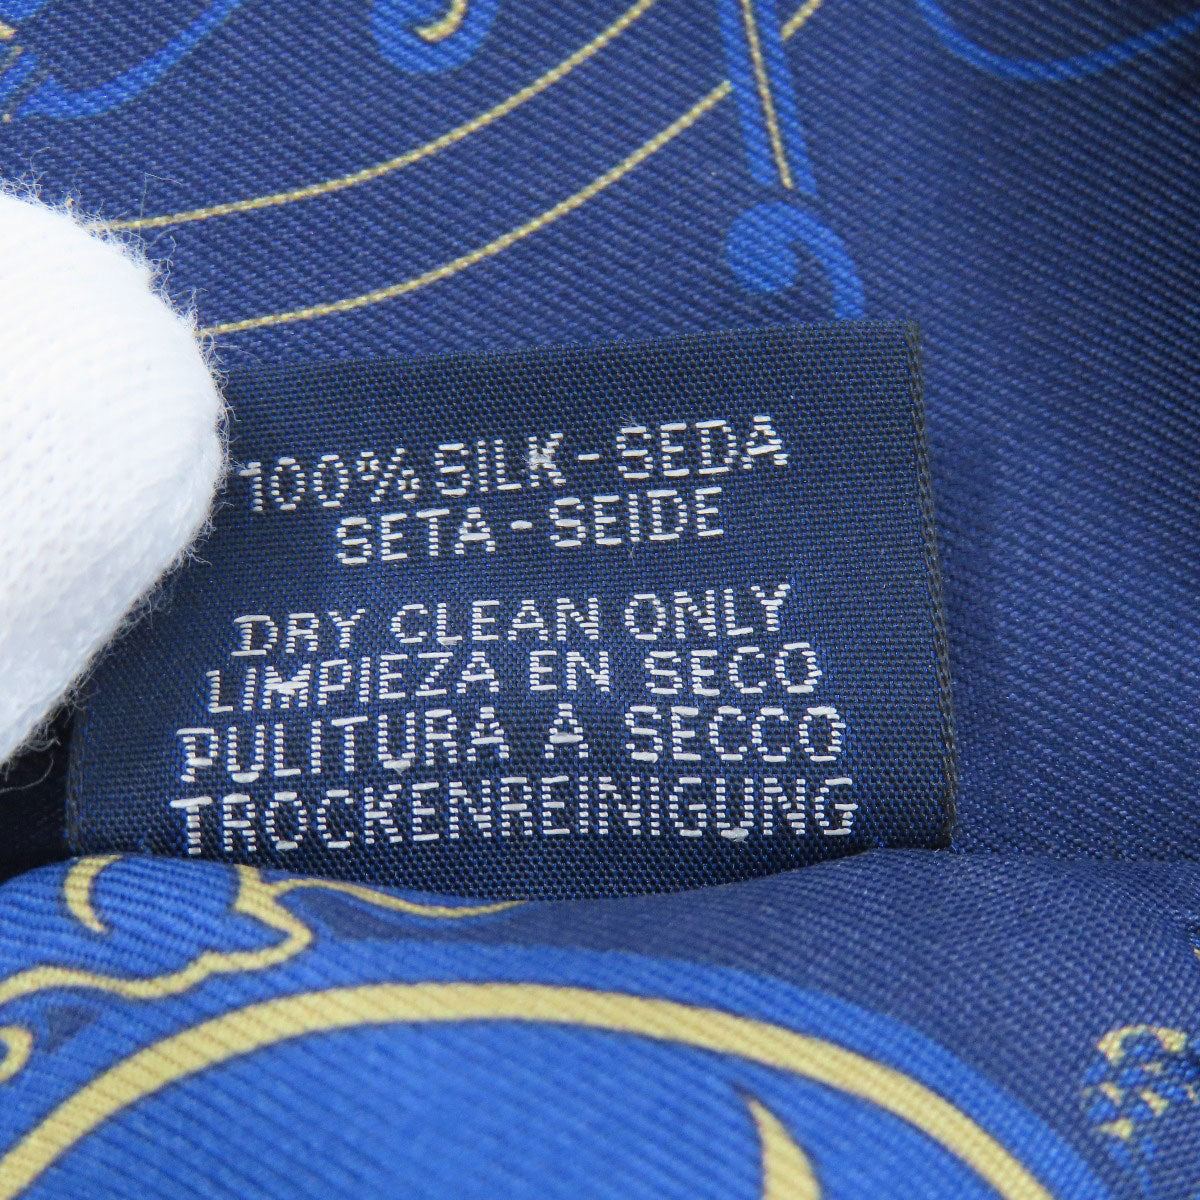 100% SILK - SEDA
SETA - SEIDE
DRY CLEAN ONLY
LIMPIEZA EN SECO
PULITURA A SECCO
TROCKENREINIGUNG